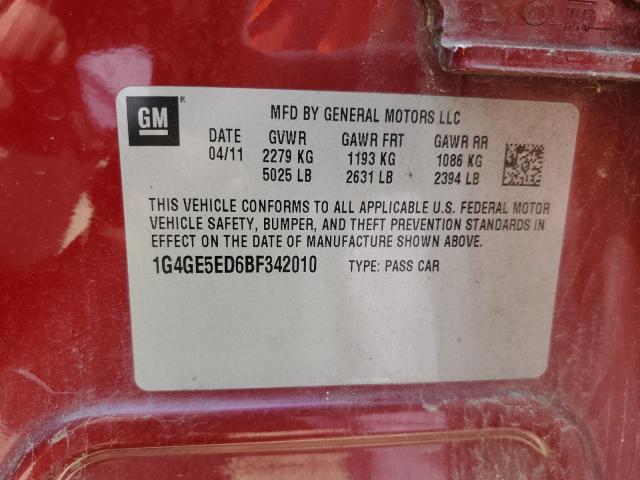 GM® MFD BY GENERAL MOTORS LLC
DATE GVWR GAWR FRT GAWR RR
04/11 2279 KG 1193 KG 1086 KG
5025 LB 2631 LB 2394 LB
THIS VEHICLE CONFORMS TO ALL APPLICABLE U.S. FEDERAL MOTOR
VEHICLE SAFETY, BUMPER, AND THEFT PREVENTION STANDARDS IN
EFFECT ON THE DATE OF MANUFACTURE SHOWN ABOVE.
1G4GE5ED6BF342010 TYPE: PASS CAR